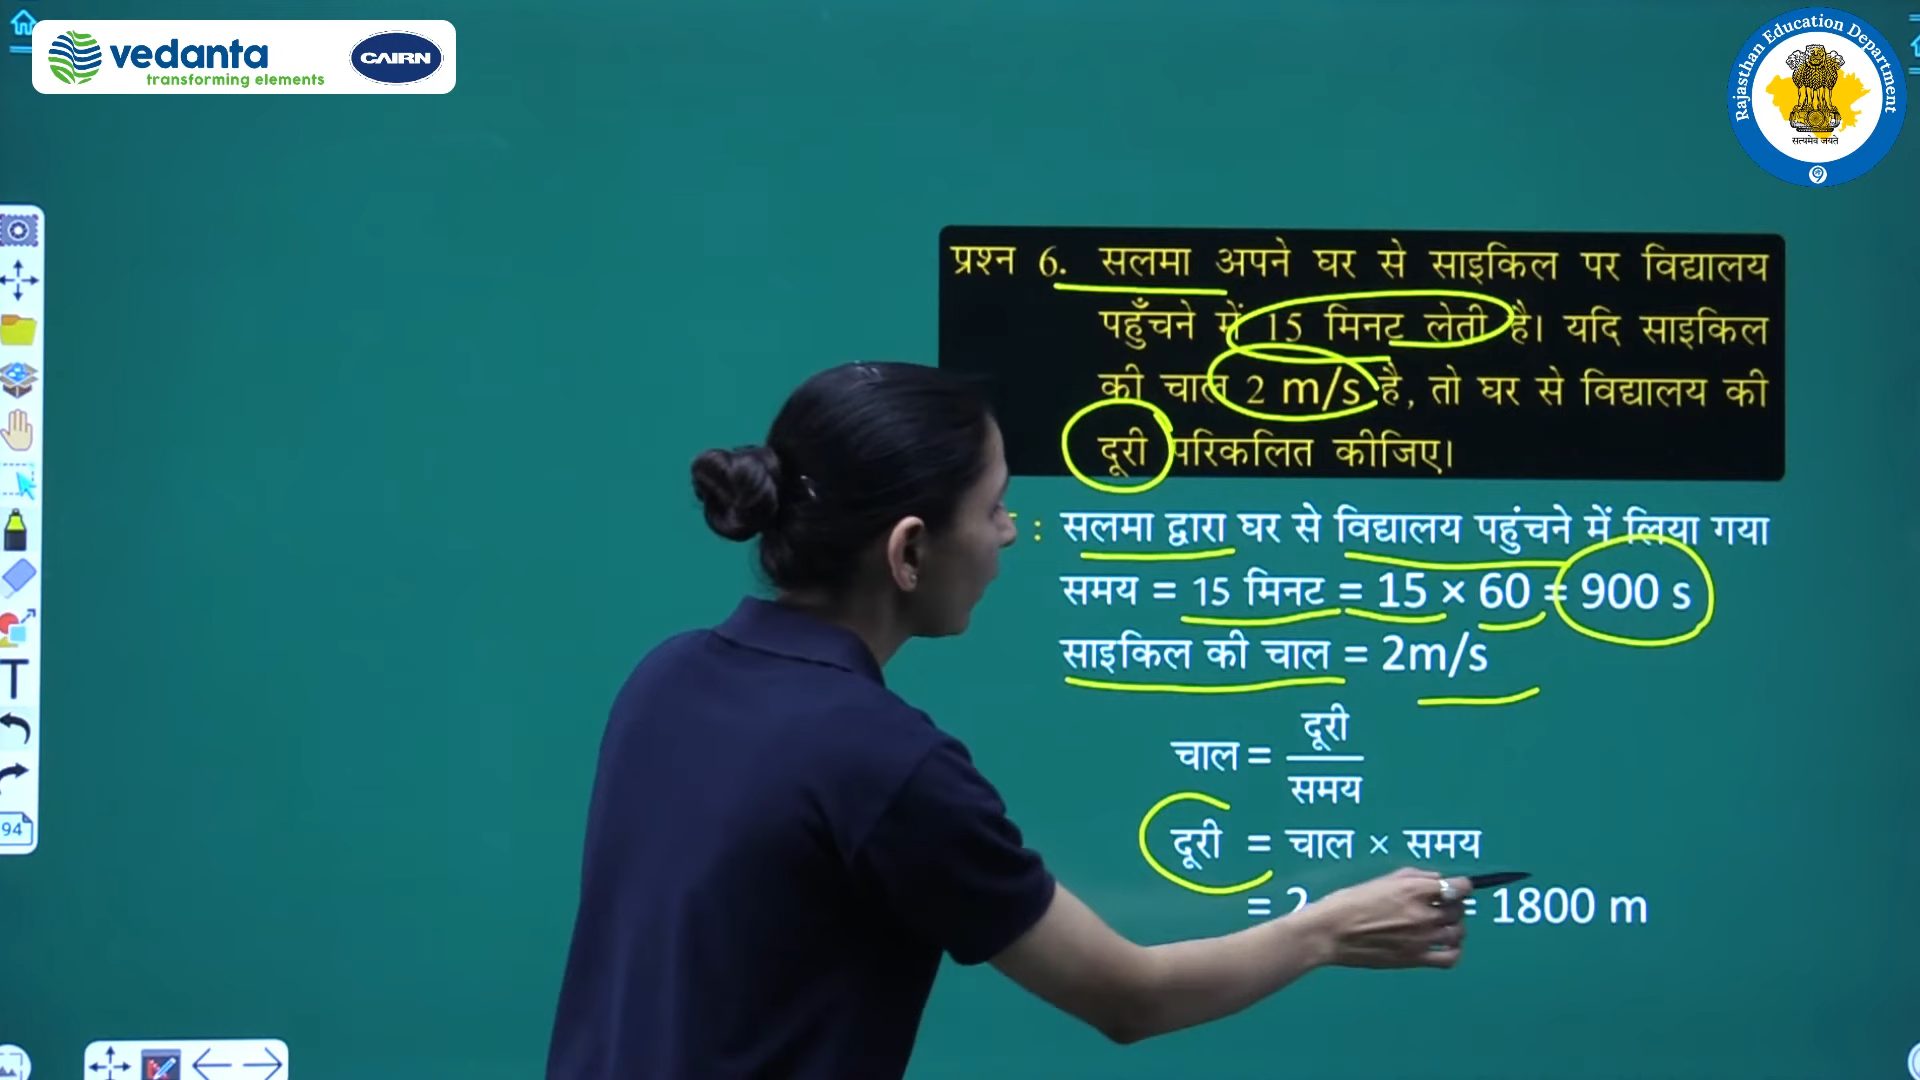 vedanta
transforming elements
CAIRN
Rajasthan Education Department
सत्यमेव जयते
प्रश्न 6. सलमा अपने घर से साइकिल पर विद्यालय
पहुँचने में 15 मिनट लेती है। यदि साइकिल
की चाल 2 m/s है, तो घर से विद्यालय की
दूरी परिकलित कीजिए।
: सलमा द्वारा घर से विद्यालय पहुंचने में लिया गया
समय = 15 मिनट = 15 × 60 = 900 s
साइकिल की चाल = 2m/s
चाल = दूरी
समय
दूरी = चाल × समय
= 2 = 1800 m
T
94